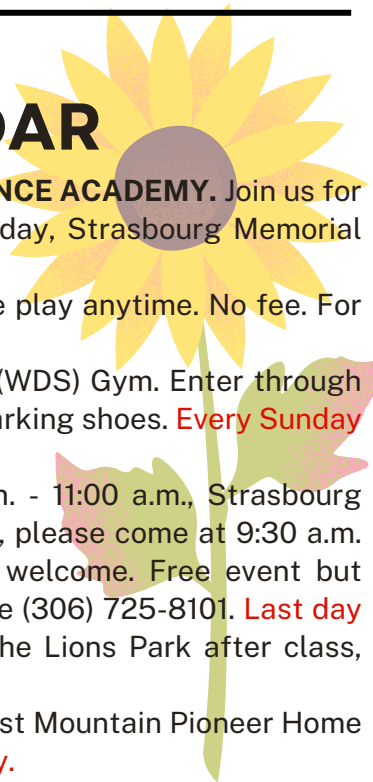 DAR
NCE ACADEMY. Join us for
day, Strasbourg Memorial
e play anytime. No fee. For
(WDS) Gym. Enter through
arking shoes. Every Sunday
n. - 11:00 a.m., Strasbourg
, please come at 9:30 a.m.
welcome. Free event but
e (306) 725-8101. Last day
he Lions Park after class,
st Mountain Pioneer Home
y.